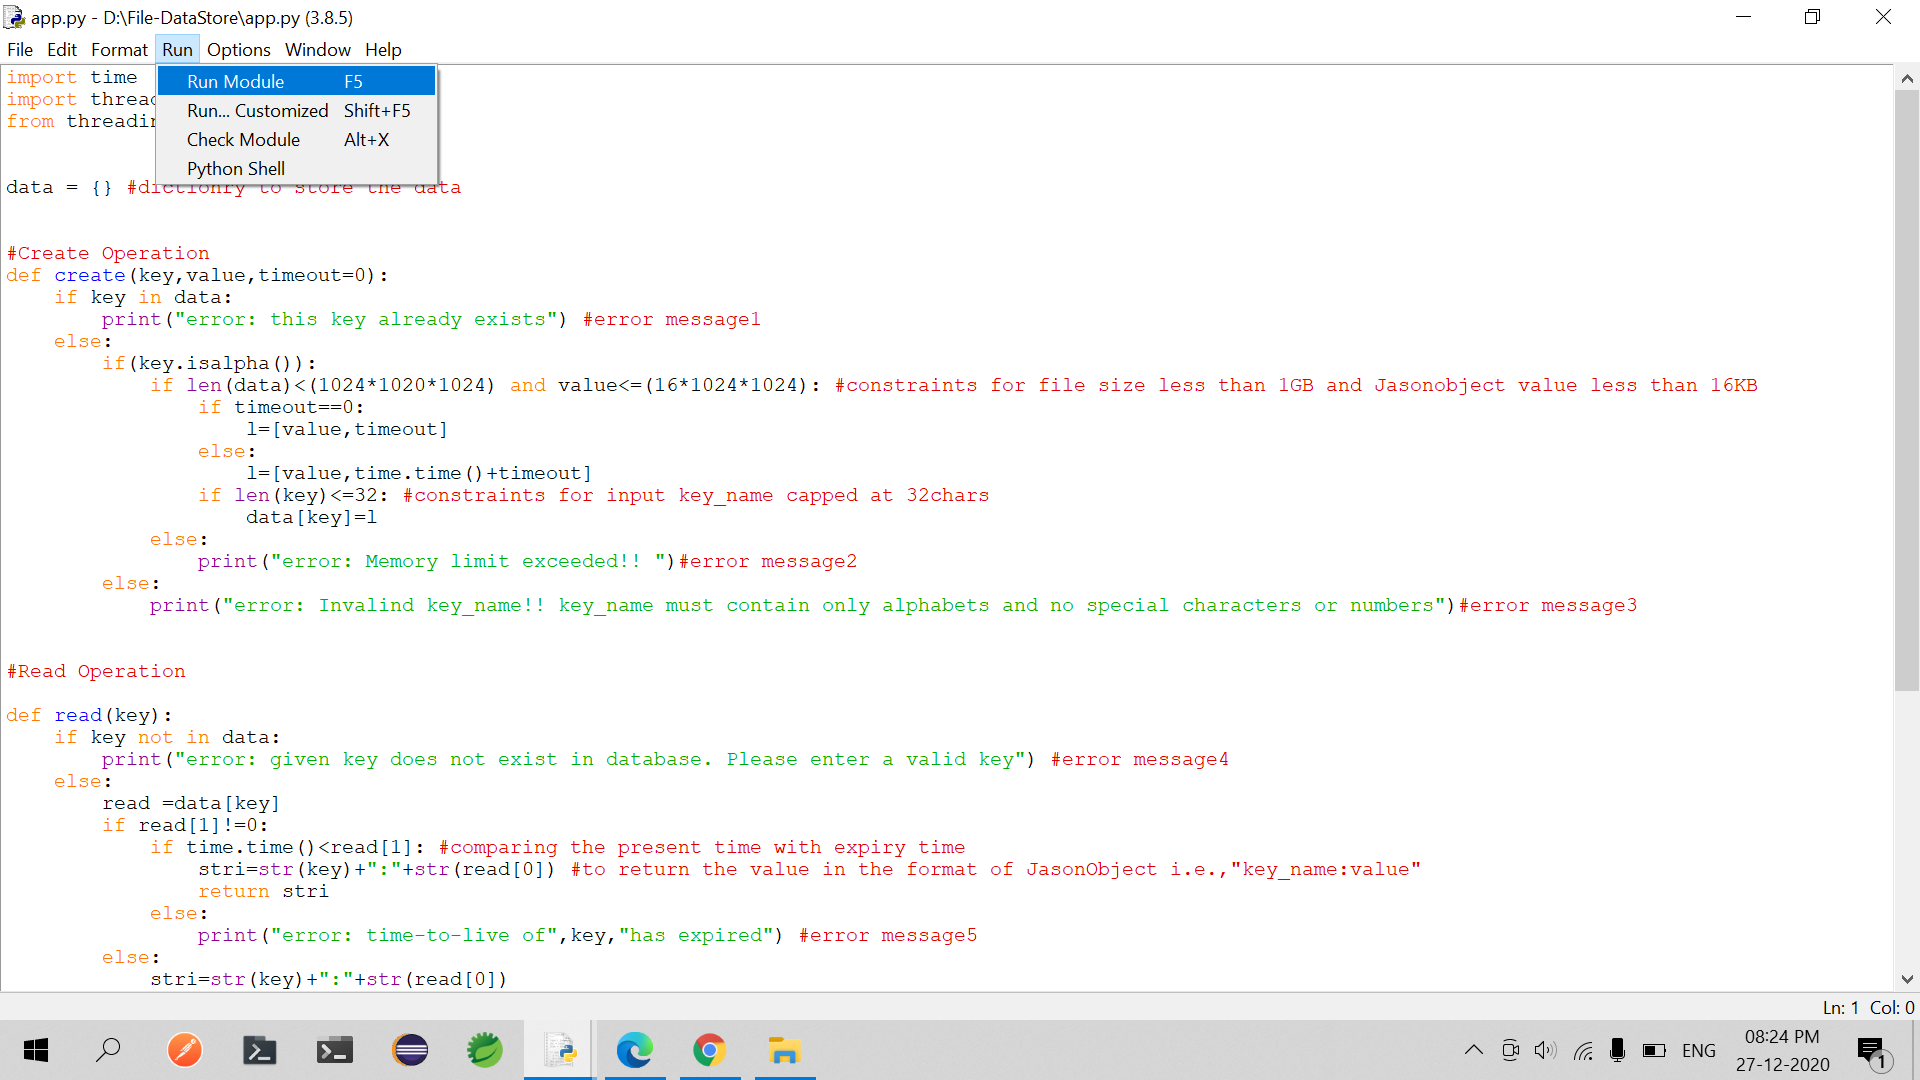 app.py - D:\File-DataStore\app.py (3.8.5)
File Edit Format Run Options Window Help
Run Module F5
Run... Customized Shift+F5
Check Module Alt+X
Python Shell
import time
import
from
data = {} #dictionry to store the data
#Create Operation
def create(key,value,timeout=0):
    if key in data:
        print("error: this key already exists") #error message1
    else:
        if(key.isalpha()):
            if len(data)<(1024*1020*1024) and value<=(16*1024*1024): #constraints for file size less than 1GB and Jasonobject value less than 16KB
                if timeout==0:
                    l=[value,timeout]
                else:
                    l=[value,time.time()+timeout]
                if len(key)<=32: #constraints for input key_name capped at 32chars
                    data[key]=l
            else:
                print("error: Memory limit exceeded!! ")#error message2
        else:
            print("error: Invalind key_name!! key_name must contain only alphabets and no special characters or numbers")#error message3
#Read Operation
def read(key):
    if key not in data:
        print("error: given key does not exist in database. Please enter a valid key") #error message4
    else:
        read =data[key]
        if read[1]!=0:
            if time.time()<read[1]: #comparing the present time with expiry time
                stri=str(key)+":"+str(read[0]) #to return the value in the format of JasonObject i.e.,"key_name:value"
                return stri
            else:
                print("error: time-to-live of",key,"has expired") #error message5
        else:
            stri=str(key)+":"+str(read[0])
Ln: 1 Col: 0
ENG
08:24 PM
27-12-2020
1